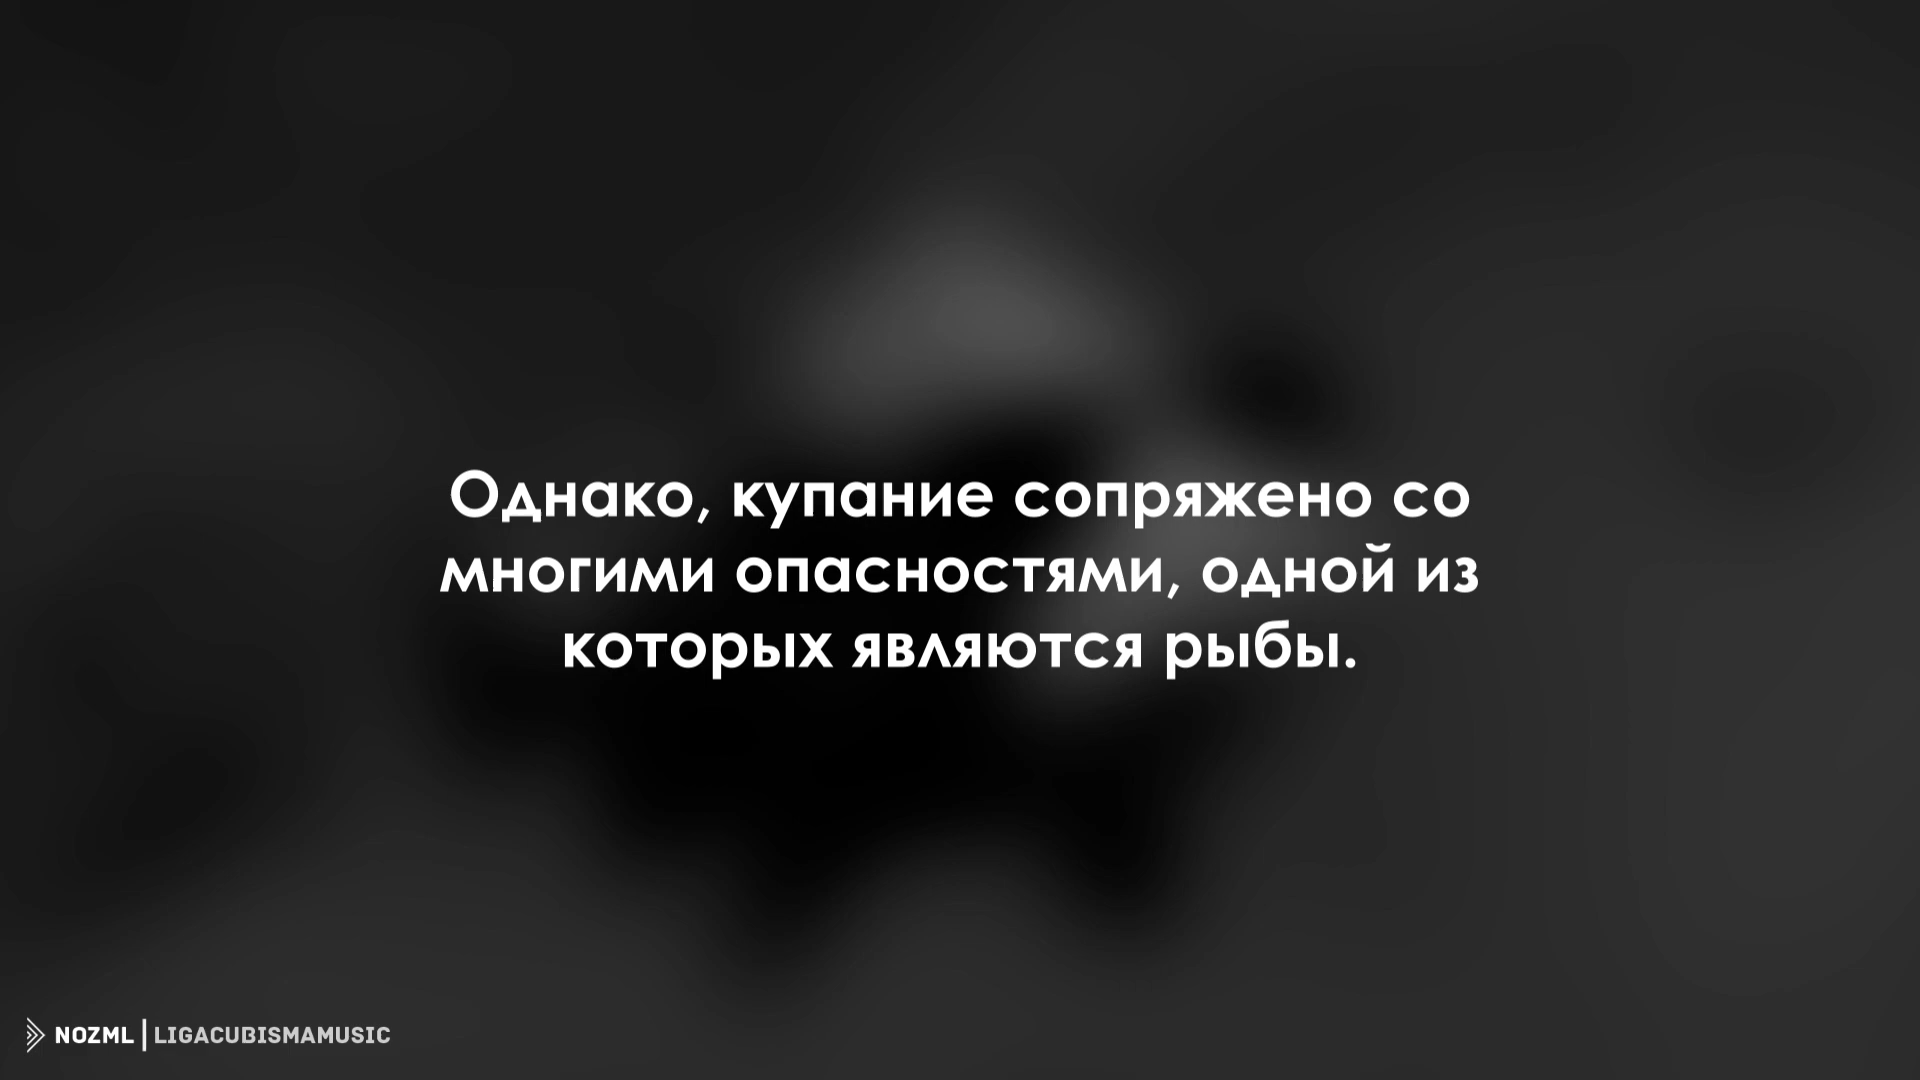 Однако, купание сопряжено со
многими опасностями, одной из
которых являются рыбы.
NOZML | LIGACUBISMAMUSIC